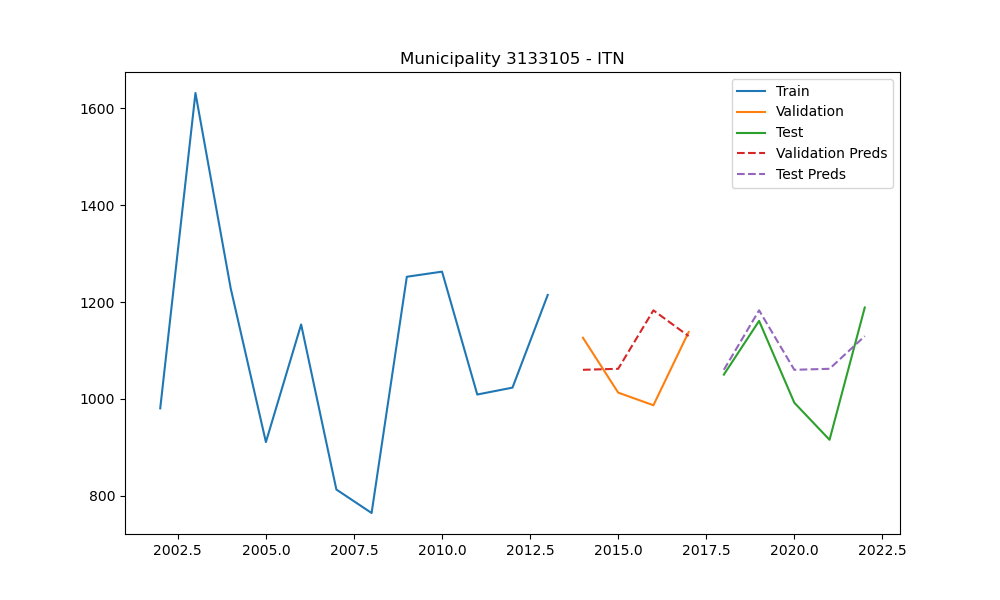 Municipality 3133105 - ITN
Train
Validation
Test
Validation Preds
Test Preds
1600
1400
1200
1000
800
2002.5 2005.0 2007.5 2010.0 2012.5 2015.0 2017.5 2020.0 2022.5